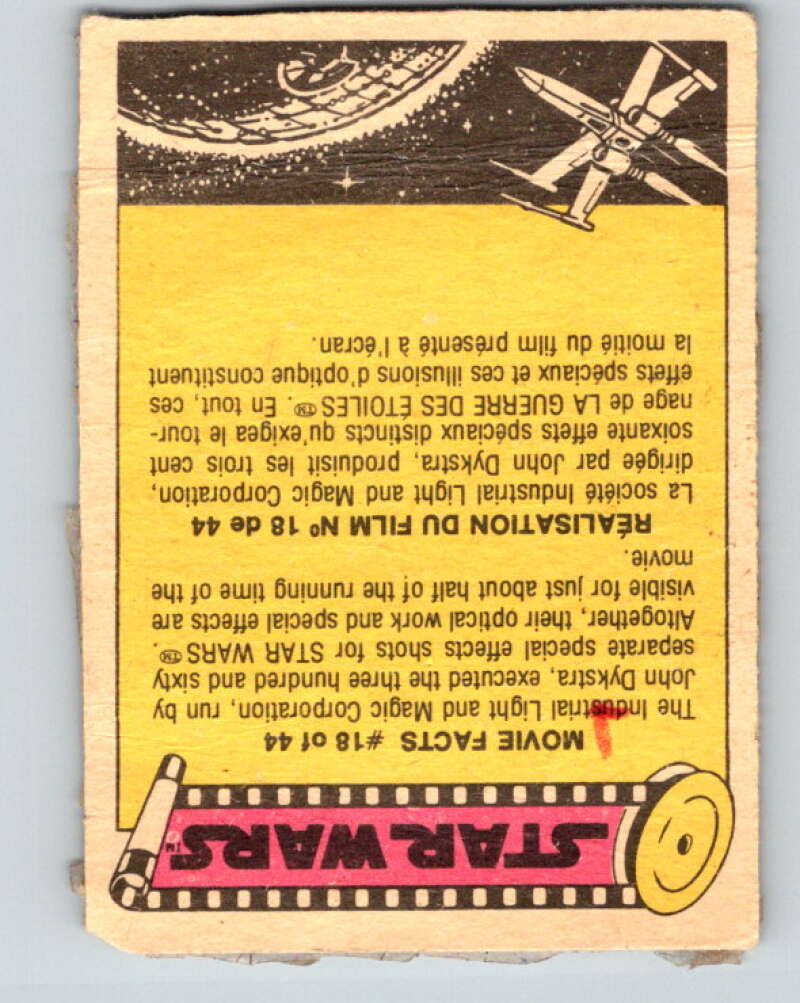 STAR WARS™
MOVIE FACTS #18 of 44
The Industrial Light and Magic Corporation, run by
John Dykstra, executed the three hundred and sixty
separate special effects shots for STAR WARS™.
Altogether, their optical work and special effects are
visible for just about half of the running time of the
movie.
RÉALISATION DU FILM Nº 18 de 44
La société Industrial Light and Magic Corporation,
dirigée par John Dykstra, produisit les trois cent
soixante effets spéciaux distincts qu'exigea le tour-
nage de LA GUERRE DES ÉTOILES™. En tout, ces
effets spéciaux et ces illusions d'optique constituent
la moitié du film présenté à l'écran.